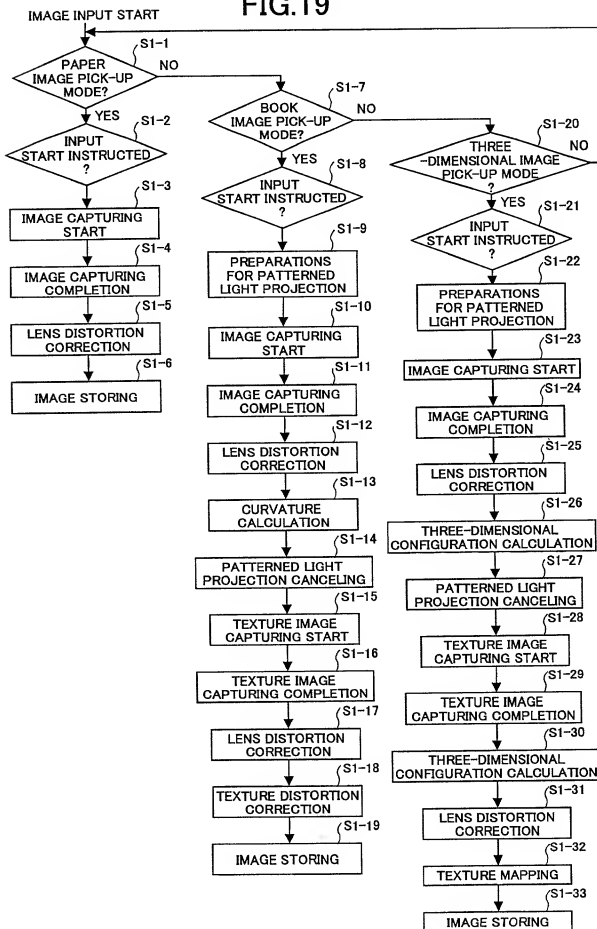 FIG.19
IMAGE INPUT START
S1-1
PAPER
IMAGE PICK-UP
MODE?
NO
YES
S1-2
INPUT
START INSTRUCTED
?
S1-3
IMAGE CAPTURING
START
S1-4
IMAGE CAPTURING
COMPLETION
S1-5
LENS DISTORTION
CORRECTION
S1-6
IMAGE STORING
S1-7
BOOK
IMAGE PICK-UP
MODE?
NO
YES
S1-8
INPUT
START INSTRUCTED
?
S1-9
PREPARATIONS
FOR PATTERNED
LIGHT PROJECTION
S1-10
IMAGE CAPTURING
START
S1-11
IMAGE CAPTURING
COMPLETION
S1-12
LENS DISTORTION
CORRECTION
S1-13
CURVATURE
CALCULATION
S1-14
PATTERNED LIGHT
PROJECTION CANCELING
S1-15
TEXTURE IMAGE
CAPTURING START
S1-16
TEXTURE IMAGE
CAPTURING COMPLETION
S1-17
LENS DISTORTION
CORRECTION
S1-18
TEXTURE DISTORTION
CORRECTION
S1-19
IMAGE STORING
S1-20
THREE
-DIMENSIONAL IMAGE
PICK-UP MODE
?
NO
YES
S1-21
INPUT
START INSTRUCTED
?
S1-22
PREPARATIONS
FOR PATTERNED
LIGHT PROJECTION
S1-23
IMAGE CAPTURING START
S1-24
IMAGE CAPTURING
COMPLETION
S1-25
LENS DISTORTION
CORRECTION
S1-26
THREE-DIMENSIONAL
CONFIGURATION CALCULATION
S1-27
PATTERNED LIGHT
PROJECTION CANCELING
S1-28
TEXTURE IMAGE
CAPTURING START
S1-29
TEXTURE IMAGE
CAPTURING COMPLETION
S1-30
THREE-DIMENSIONAL
CONFIGURATION CALCULATION
S1-31
LENS DISTORTION
CORRECTION
S1-32
TEXTURE MAPPING
S1-33
IMAGE STORING